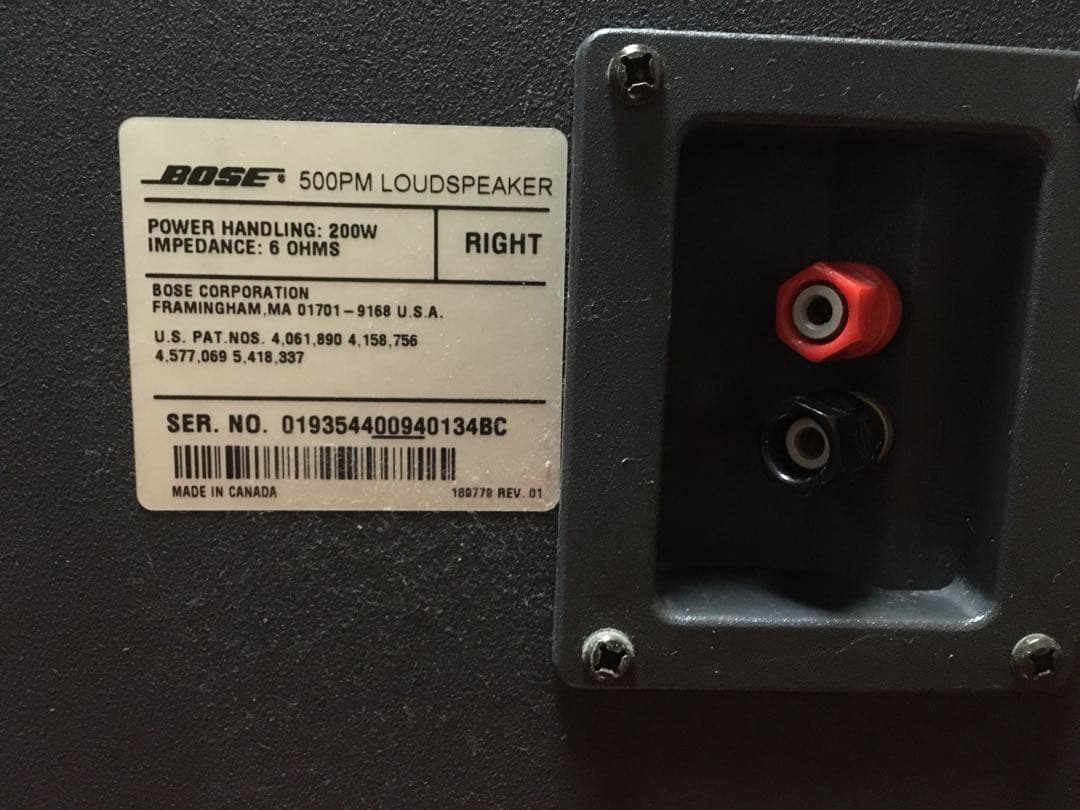 BOSE® 500PM LOUDSPEAKER
POWER HANDLING: 200W
IMPEDANCE: 6 OHMS
RIGHT
BOSE CORPORATION
FRAMINGHAM,MA 01701-9168 U.S.A.
U.S. PAT.NOS. 4,061,890 4,158,756
4,577,069 5,418,337
SER. NO. 019354400940134BC
MADE IN CANADA
189779 REV. 01